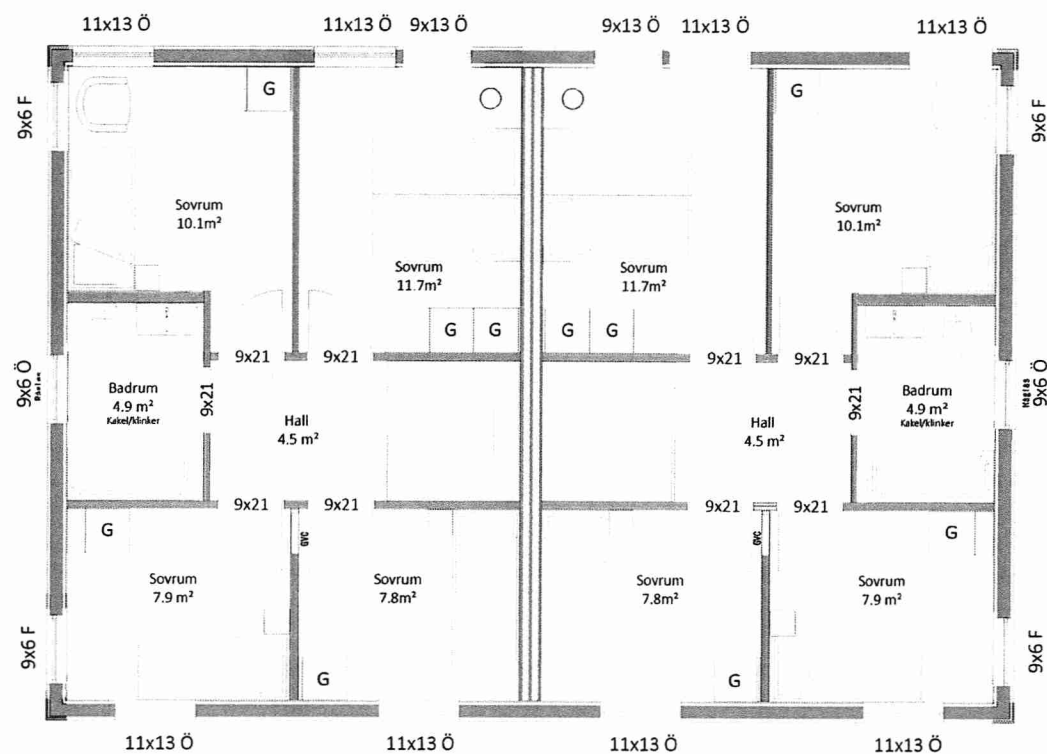 11x13 Ö
11x13 Ö
9x13 Ö
9x13 Ö
11x13 Ö
11x13 Ö
9x6 F
G
G
9x6 F
Sovrum
10.1m²
Sovrum
10.1m²
Sovrum
11.7m²
Sovrum
11.7m²
G
G
G
G
9x21
9x21
9x21
9x21
9x6 Ö
Badrum
4.9 m²
Kakel/klinker
9x21
Hall
4.5 m²
Hall
4.5 m²
9x21
Badrum
4.9 m²
Kakel/klinker
9x6 Ö
9x21
9x21
9x21
9x21
G
GVC
GVC
G
Sovrum
7.9 m²
Sovrum
7.8m²
Sovrum
7.8m²
Sovrum
7.9 m²
9x6 F
G
G
9x6 F
11x13 Ö
11x13 Ö
11x13 Ö
11x13 Ö